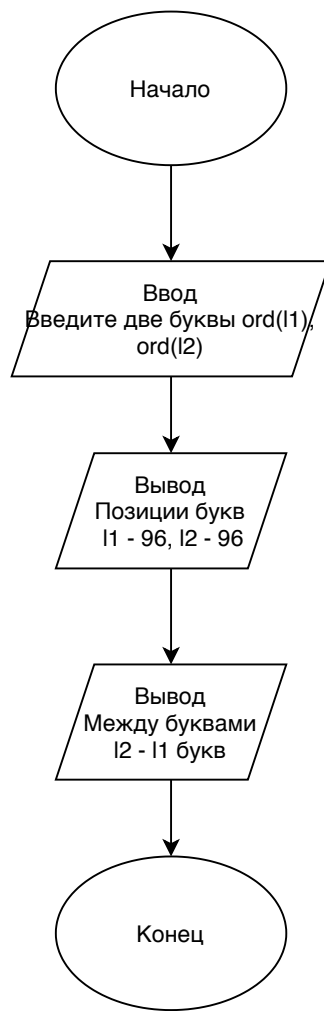 Начало
Ввод
Введите две буквы ord(l1),
ord(l2)
Вывод
Позиции букв
l1 - 96, l2 - 96
Вывод
Между буквами
l2 - l1 букв
Конец